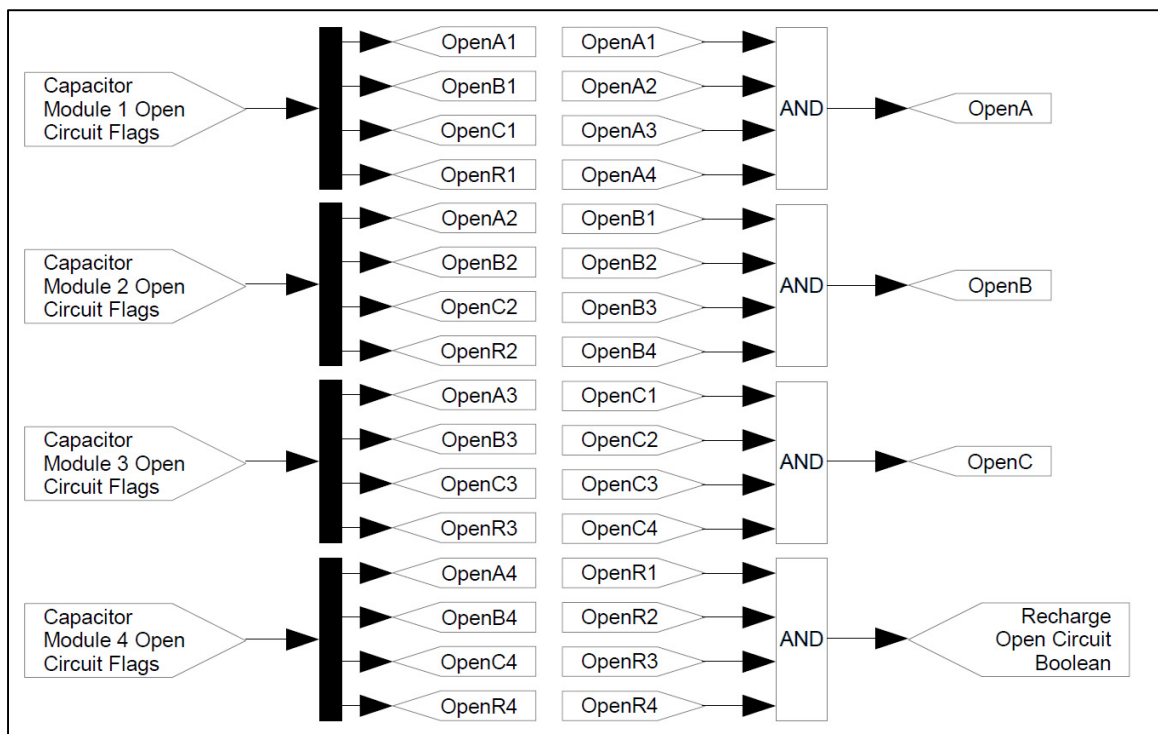 Capacitor
Module 1 Open
Circuit Flags
OpenA1
OpenB1
OpenC1
OpenR1
OpenA1
OpenA2
OpenA3
OpenA4
AND
OpenA
Capacitor
Module 2 Open
Circuit Flags
OpenA2
OpenB2
OpenC2
OpenR2
OpenB1
OpenB2
OpenB3
OpenB4
AND
OpenB
Capacitor
Module 3 Open
Circuit Flags
OpenA3
OpenB3
OpenC3
OpenR3
OpenC1
OpenC2
OpenC3
OpenC4
AND
OpenC
Capacitor
Module 4 Open
Circuit Flags
OpenA4
OpenB4
OpenC4
OpenR4
OpenR1
OpenR2
OpenR3
OpenR4
AND
Recharge
Open Circuit
Boolean